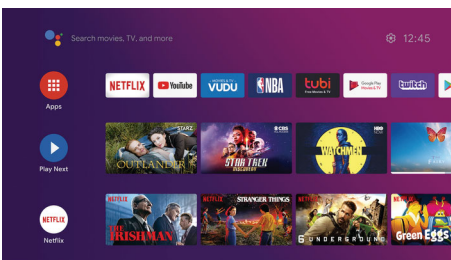 Search movies, TV, and more
12:45
Apps
NETFLIX
YouTube
MOVIES & TV
VUDU
NBA
tubi
Free Movies & TV
Google Play
Movies & TV
twitch
Play Next
STARZ
OUTLANDER
CBS
STAR TREK
DISCOVERY
HBO
NOW
WATCHMEN
NETFLIX
Netflix
NETFLIX
THE
IRISHMAN
NETFLIX
STRANGER THINGS
NETFLIX
6 UNDERGROUND
NETFLIX
Green Eggs